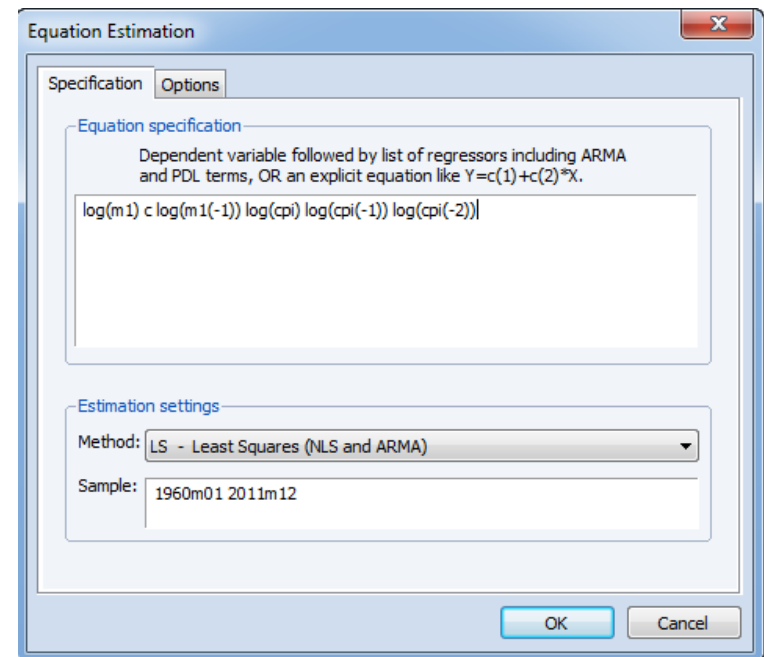 Equation Estimation
Specification
Options
Equation specification
Dependent variable followed by list of regressors including ARMA
and PDL terms, OR an explicit equation like Y=c(1)+c(2)*X.
log(m1) c log(m1(-1)) log(cpi) log(cpi(-1)) log(cpi(-2))
Estimation settings
Method:
LS - Least Squares (NLS and ARMA)
Sample:
1960m01 2011m12
OK
Cancel